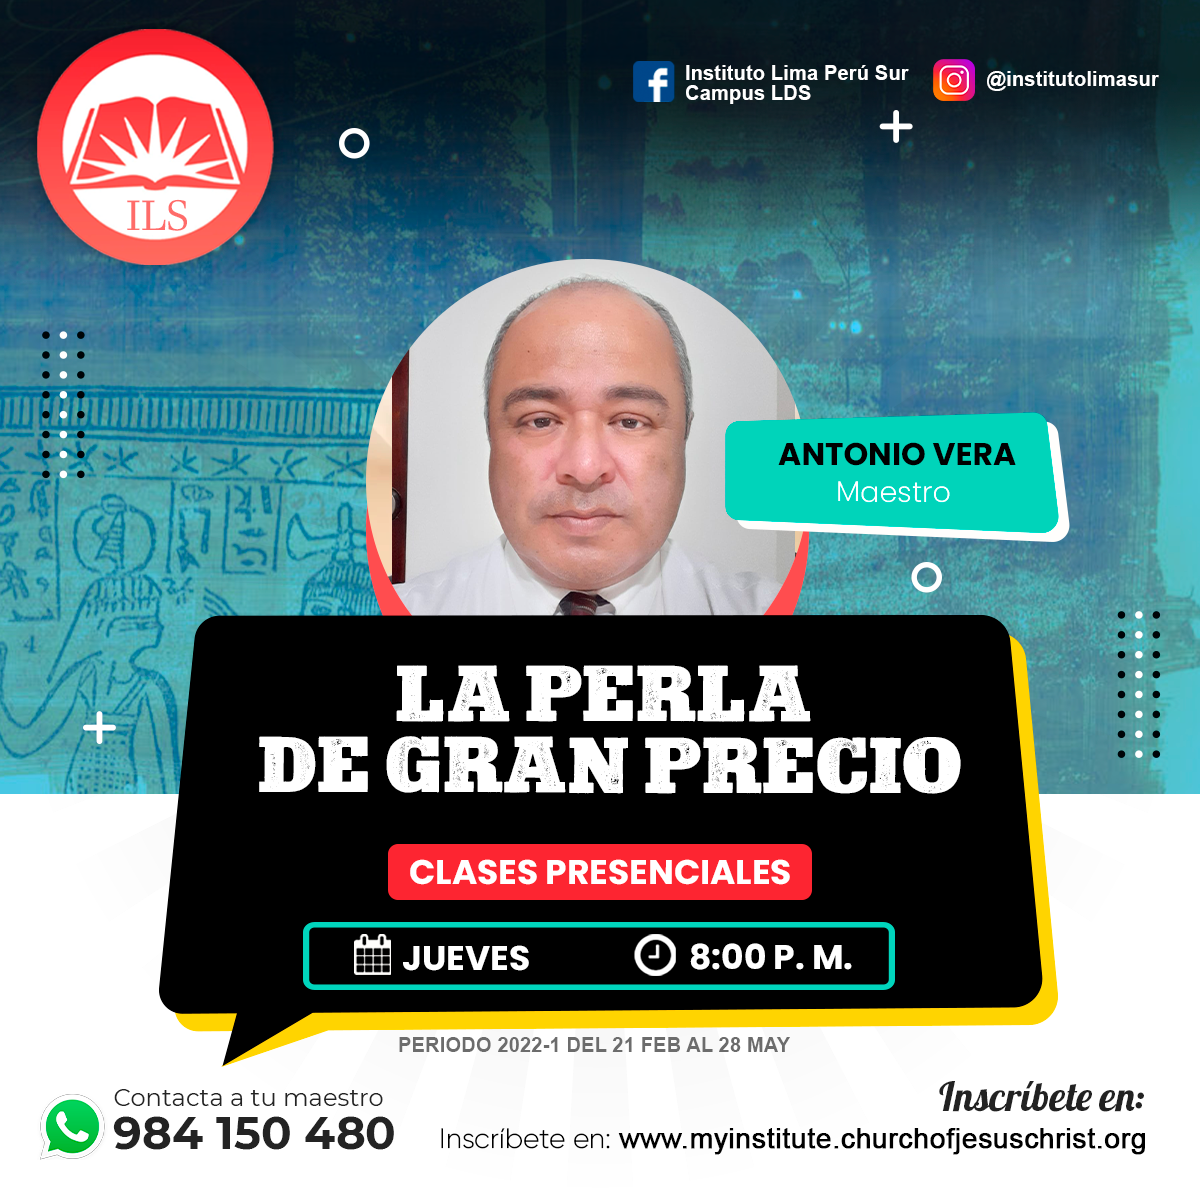 ILS
Instituto Lima Perú Sur
Campus LDS
@institutolimasur
ANTONIO VERA
Maestro
LA PERLA
DE GRAN PRECIO
CLASES PRESENCIALES
JUEVES
8:00 P. M.
PERIODO 2022-1 DEL 21 FEB AL 28 MAY
Contacta a tu maestro
984 150 480
Inscríbete en:
Inscríbete en: www.myinstitute.churchofjesuschrist.org